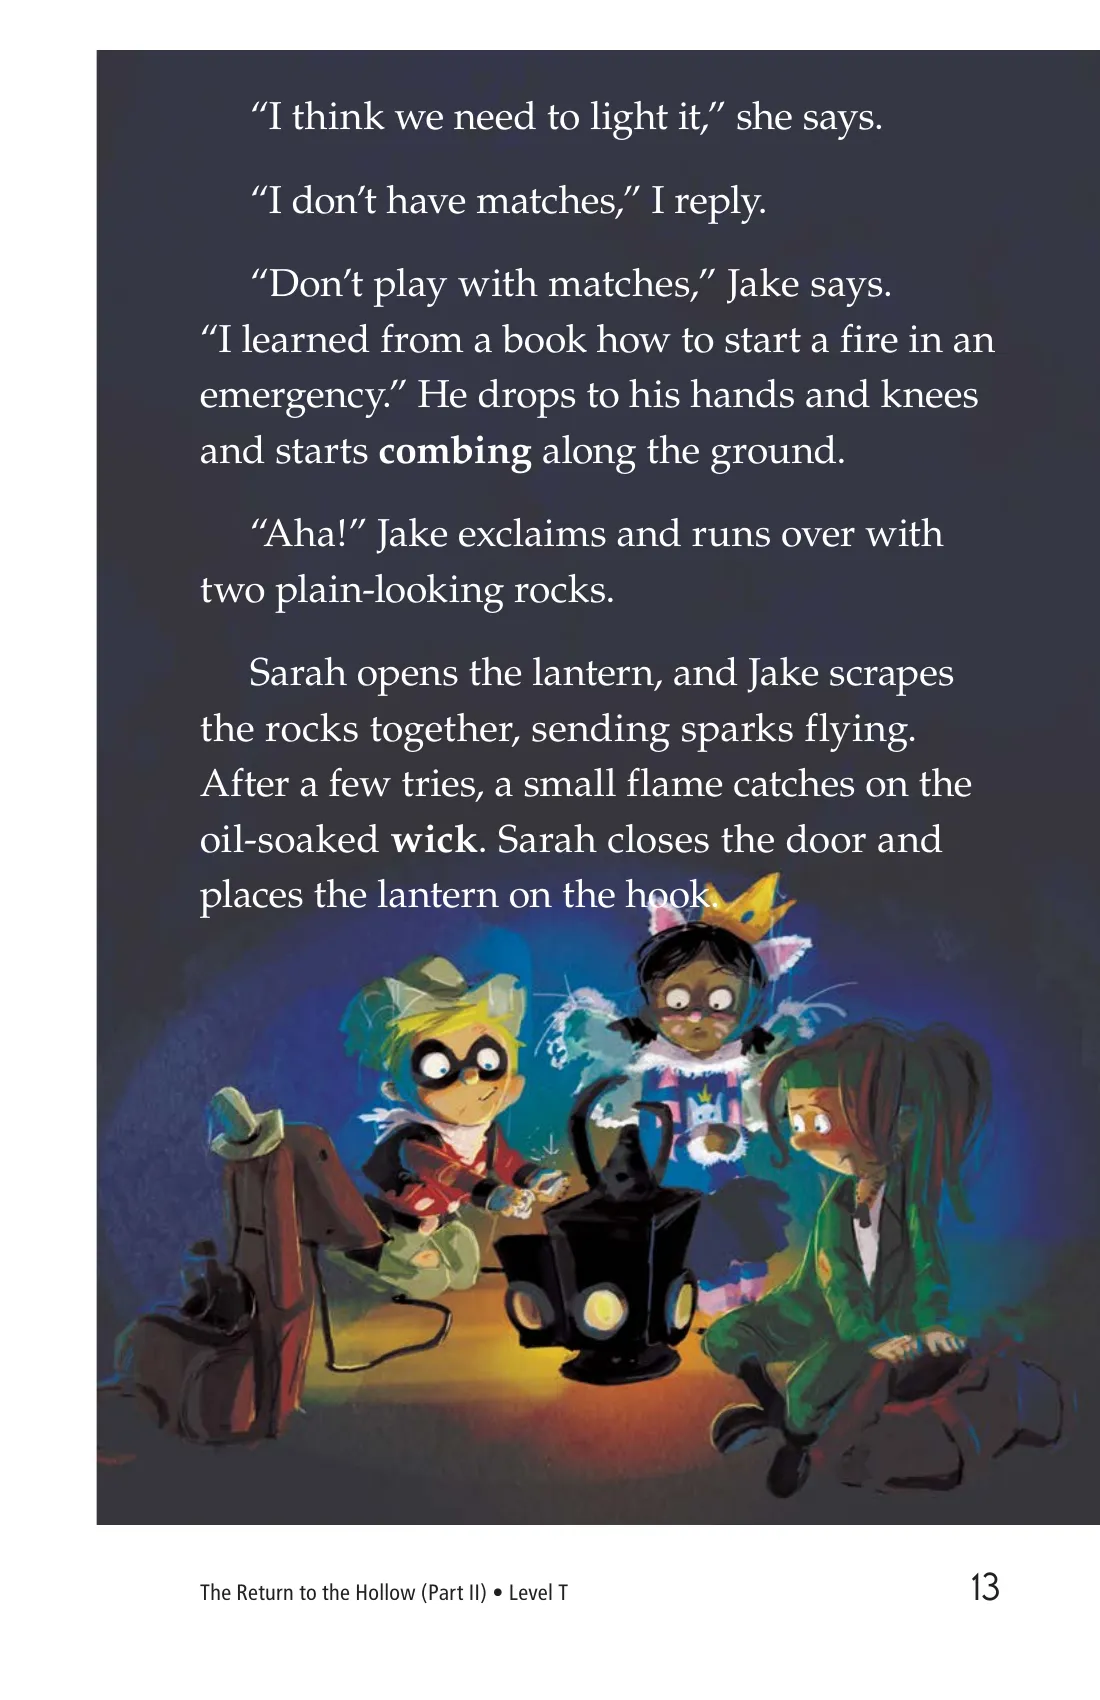 “I think we need to light it,” she says.
“I don’t have matches,” I reply.
“Don’t play with matches,” Jake says.
“I learned from a book how to start a fire in an
emergency.” He drops to his hands and knees
and starts combing along the ground.
“Aha!” Jake exclaims and runs over with
two plain-looking rocks.
Sarah opens the lantern, and Jake scrapes
the rocks together, sending sparks flying.
After a few tries, a small flame catches on the
oil-soaked wick. Sarah closes the door and
places the lantern on the hook.
The Return to the Hollow (Part II) • Level T
13